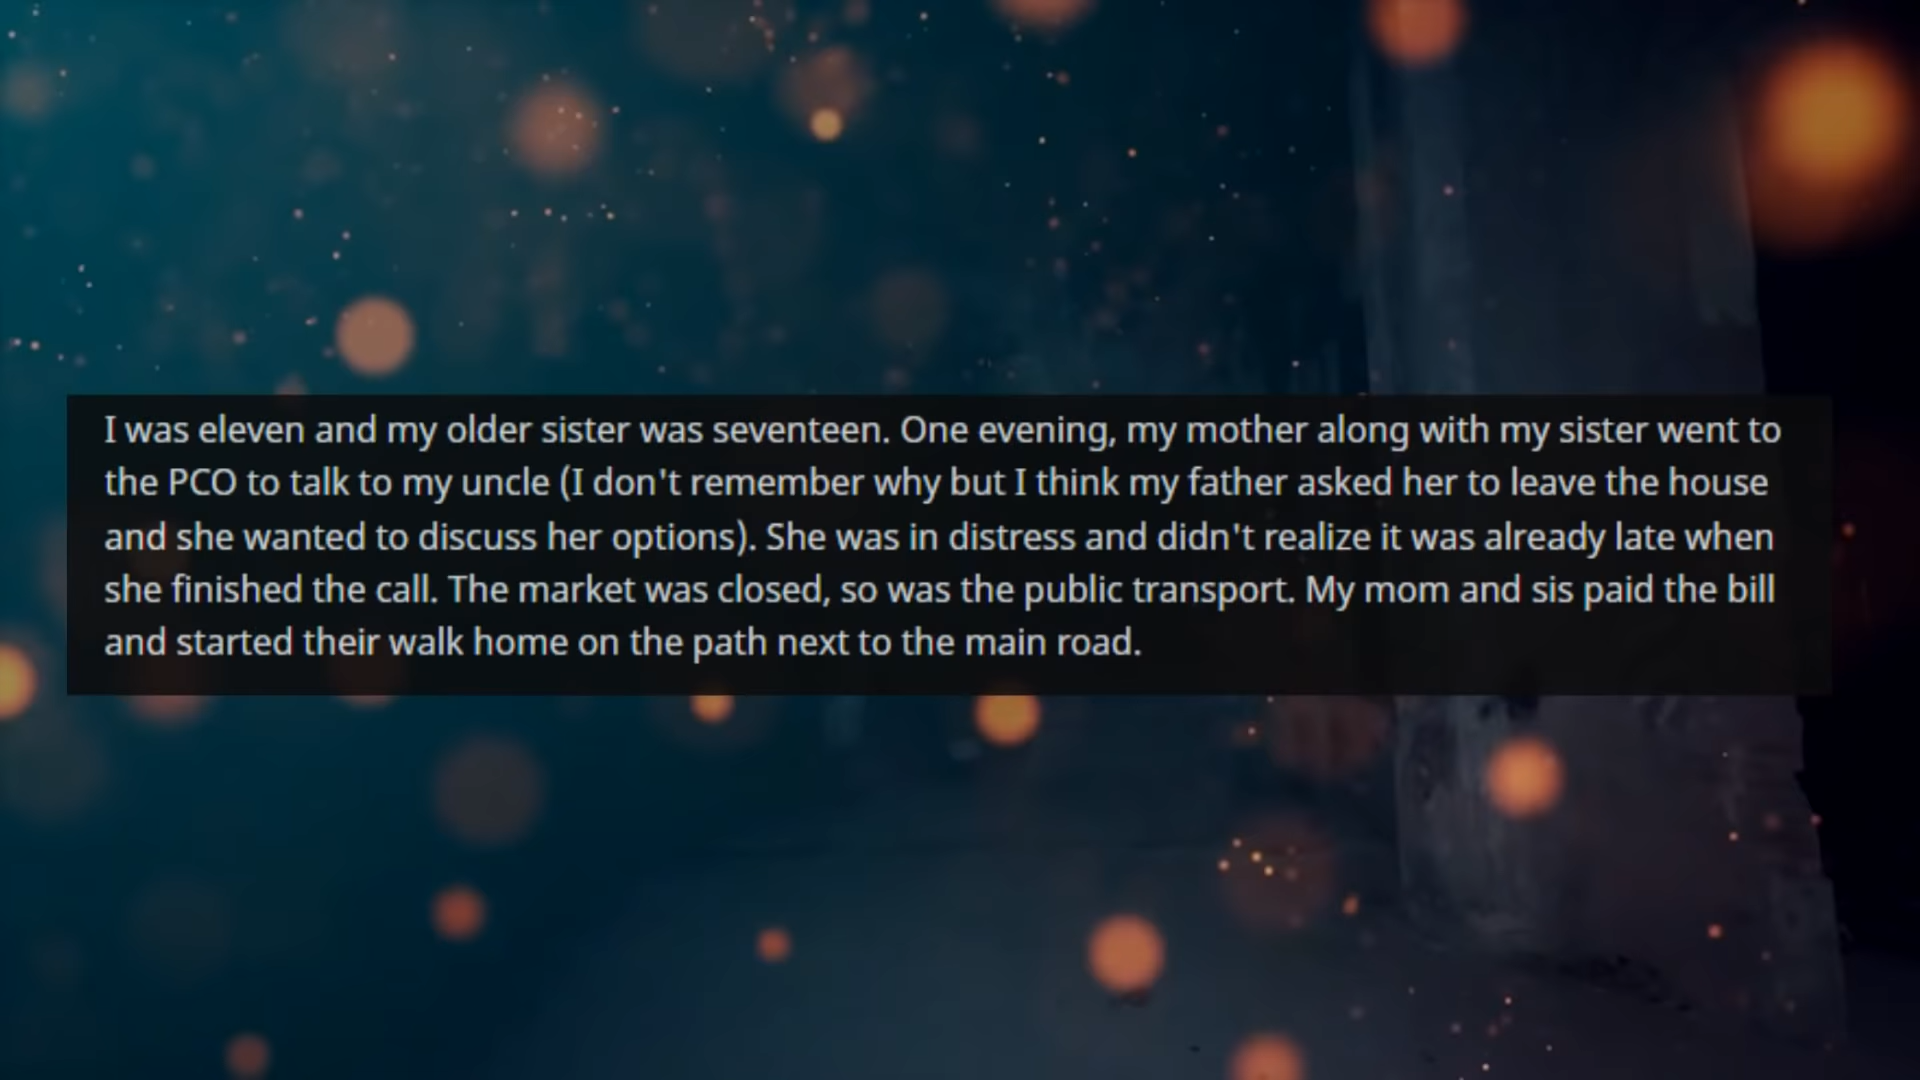 I was eleven and my older sister was seventeen. One evening, my mother along with my sister went to
the PCO to talk to my uncle (I don't remember why but I think my father asked her to leave the house
and she wanted to discuss her options). She was in distress and didn't realize it was already late when
she finished the call. The market was closed, so was the public transport. My mom and sis paid the bill
and started their walk home on the path next to the main road.